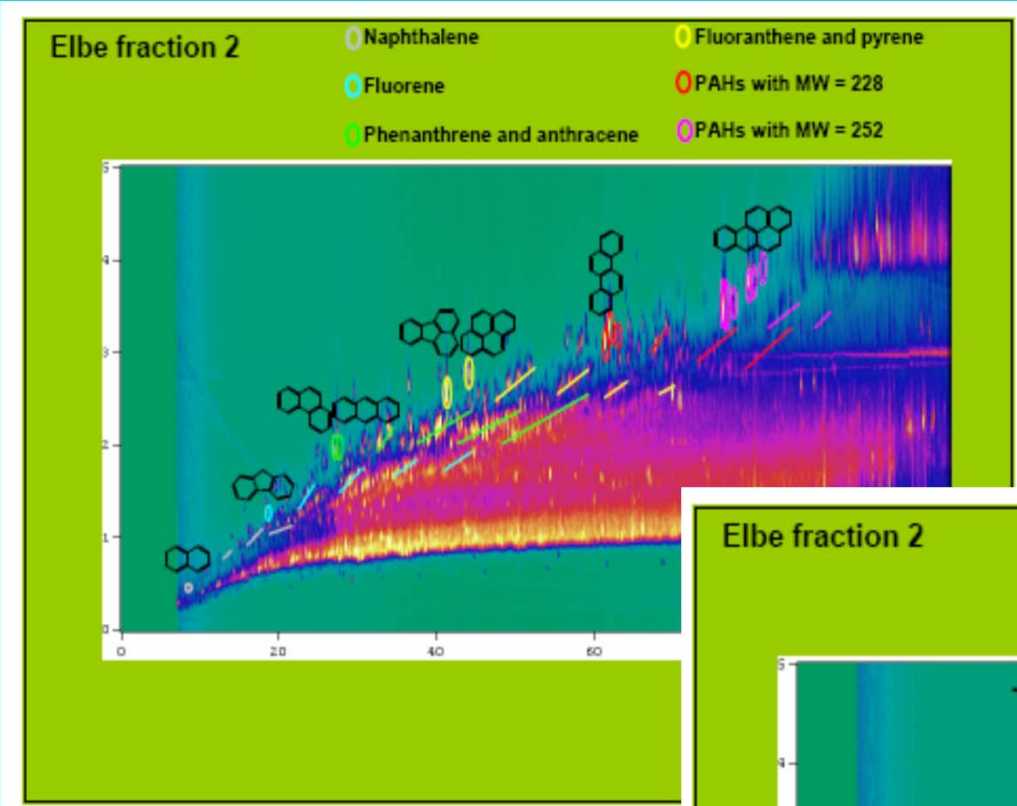 Elbe fraction 2
Naphthalene
Fluoranthene and pyrene
Fluorene
PAHs with MW = 228
Phenanthrene and anthracene
PAHs with MW = 252
5
4
3
2
1
0
0 20 40 60
Elbe fraction 2
5
4